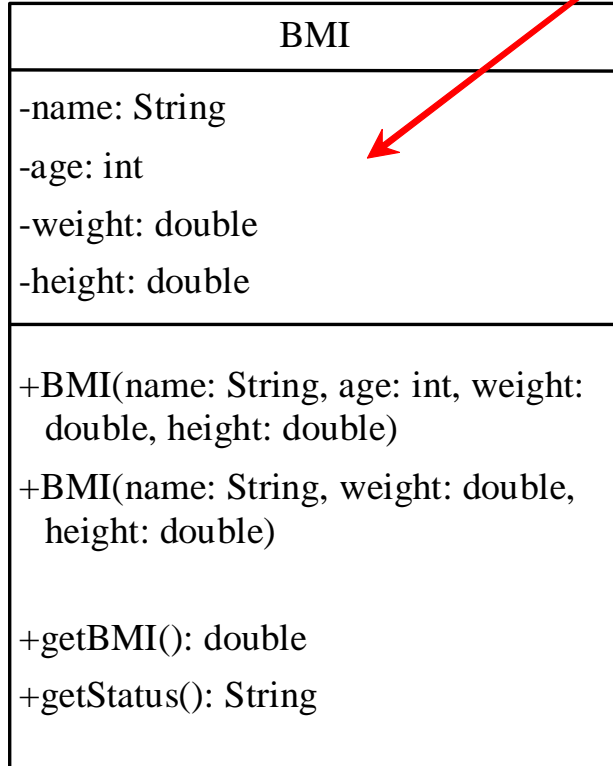 BMI
-name: String
-age: int
-weight: double
-height: double
+BMI(name: String, age: int, weight:
double, height: double)
+BMI(name: String, weight: double,
height: double)
+getBMI(): double
+getStatus(): String